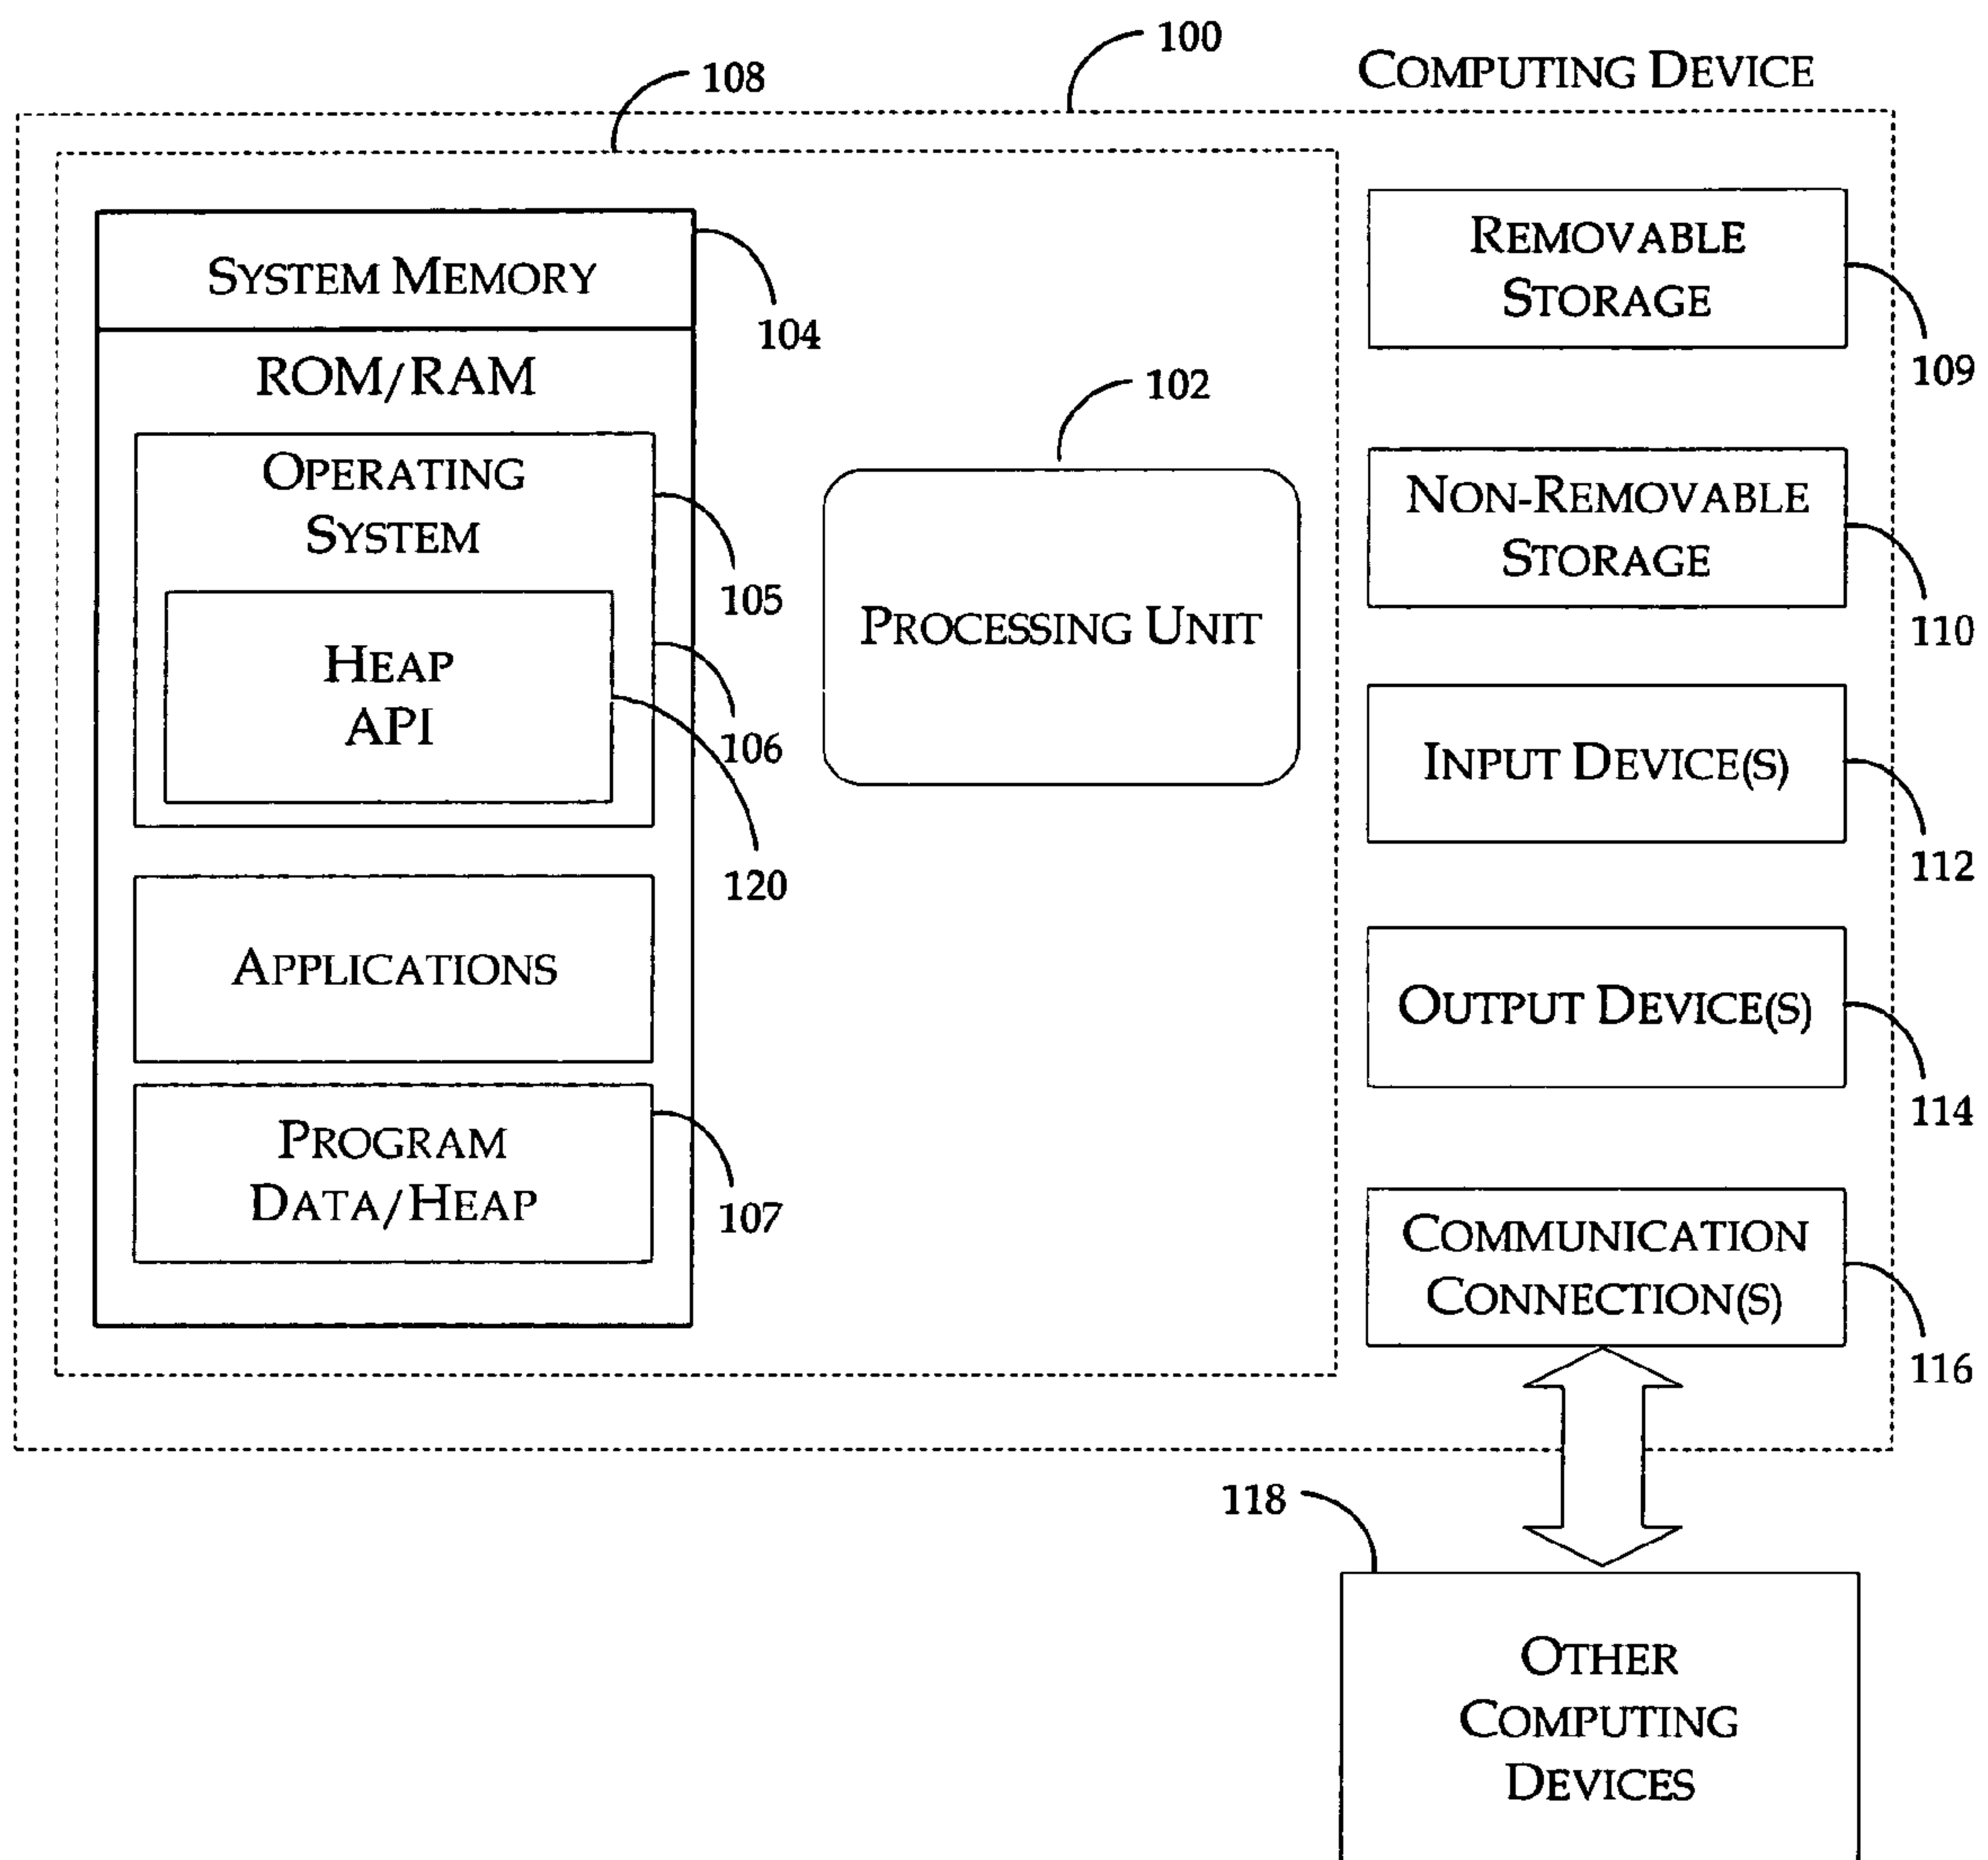 100
108
COMPUTING DEVICE
SYSTEM MEMORY
104
ROM/RAM
OPERATING
SYSTEM
105
HEAP
API
106
120
APPLICATIONS
PROGRAM
DATA/HEAP
107
102
PROCESSING UNIT
REMOVABLE
STORAGE
109
NON-REMOVABLE
STORAGE
110
INPUT DEVICE(S)
112
OUTPUT DEVICE(S)
114
COMMUNICATION
CONNECTION(S)
116
118
OTHER
COMPUTING
DEVICES